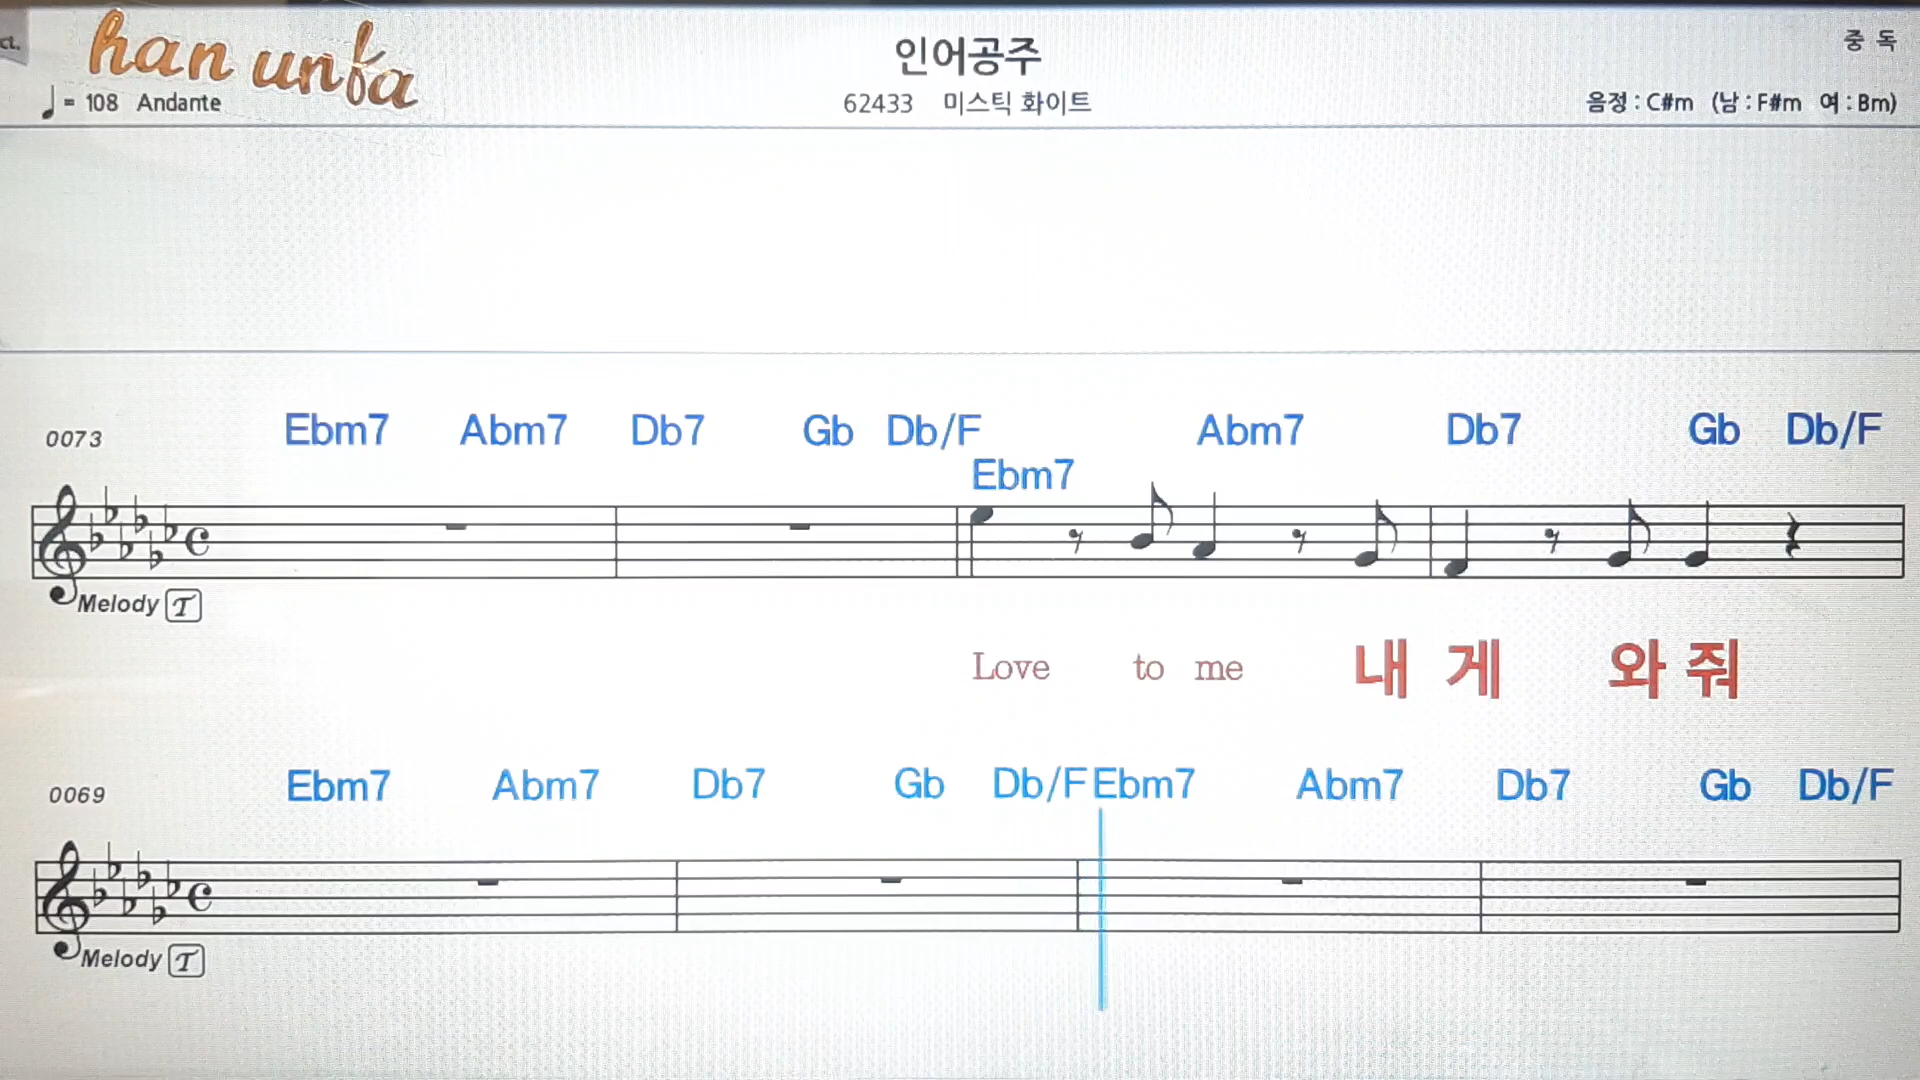 ct.
han unfa
인어공주
중 독
♩= 108 Andante
62433 미스틱 화이트
음정 : C#m (남 : F#m 여 : Bm)
0073
Ebm7 Abm7 Db7 Gb Db/F Abm7 Db7 Gb Db/F
Ebm7
Melody T
Love to me 내 게 와 줘
0069
Ebm7 Abm7 Db7 Gb Db/F Ebm7 Abm7 Db7 Gb Db/F
Melody T